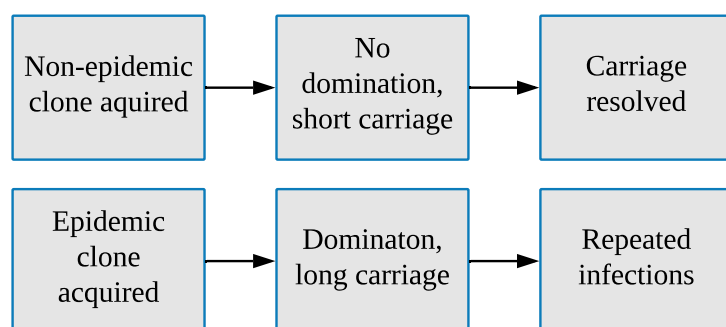 Non-epidemic
clone aquired
No
domination,
short carriage
Carriage
resolved
Epidemic
clone
acquired
Dominaton,
long carriage
Repeated
infections